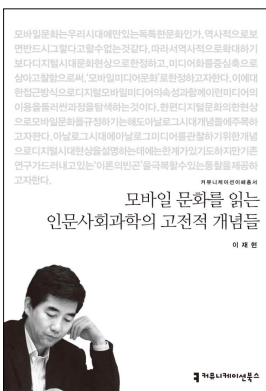 모바일문화는우리시대에만있는독특한문화인가.역사적으로보
면반드시그렇다고할수없는것같다.따라서역사적으로확대하기
보다디지털시대문화현상으로한정하고,미디어화를중심축으로
삼아고찰함으로써,‘모바일미디어문화’로한정하고자한다.이에대
한접근방식으로디지털모바일미디어의속성과함께이런미디어의
이용을둘러싼과정을탐색하는것이다.한편디지털문화의한현상
으로모바일문화를규정하기는해도아날로그시대개념들에주목하
고자한다.아날로그시대에아날로그미디어를관찰하기위한개념
으로디지털시대현상을설명하는데에는한계가있기도하지만기존
연구가드러내고있는‘이론의빈곤’을극복할수있는통찰을제공하
고자한다.
커뮤니케이션이해총서
모바일 문화를 읽는
인문사회과학의 고전적 개념들
이재현
커뮤니케이션북스